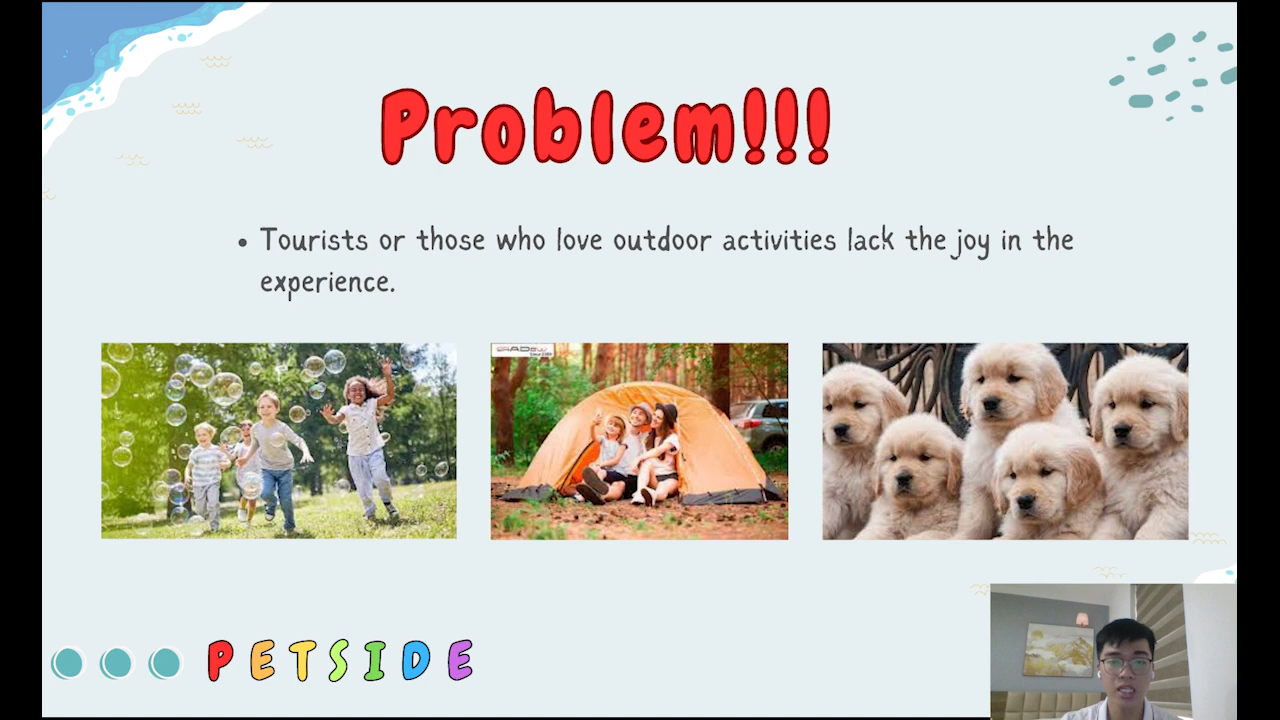 Problem!!!
• Tourists or those who love outdoor activities lack the joy in the
experience.
PETSIDE